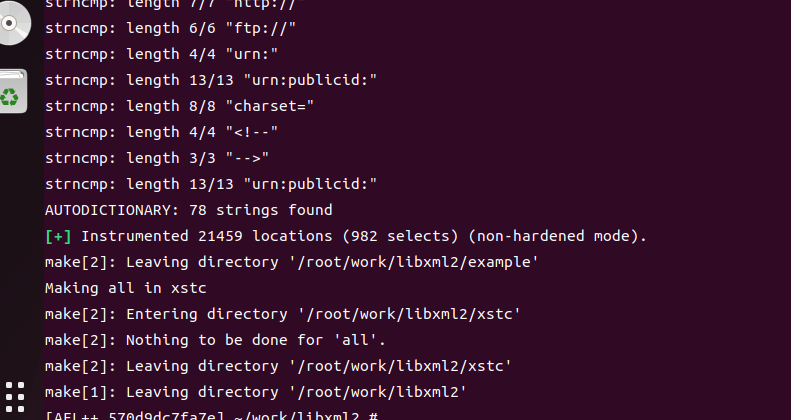 strncmp: length 7/7 "http://"
strncmp: length 6/6 "ftp://"
strncmp: length 4/4 "urn:"
strncmp: length 13/13 "urn:publicid:"
strncmp: length 8/8 "charset="
strncmp: length 4/4 "<!--"
strncmp: length 3/3 "-->"
strncmp: length 13/13 "urn:publicid:"
AUTODICTIONARY: 78 strings found
[+] Instrumented 21459 locations (982 selects) (non-hardened mode).
make[2]: Leaving directory '/root/work/libxml2/example'
Making all in xstc
make[2]: Entering directory '/root/work/libxml2/xstc'
make[2]: Nothing to be done for 'all'.
make[2]: Leaving directory '/root/work/libxml2/xstc'
make[1]: Leaving directory '/root/work/libxml2'
[AFL++ 570d9dc7fa7e] ~/work/libxml2 #